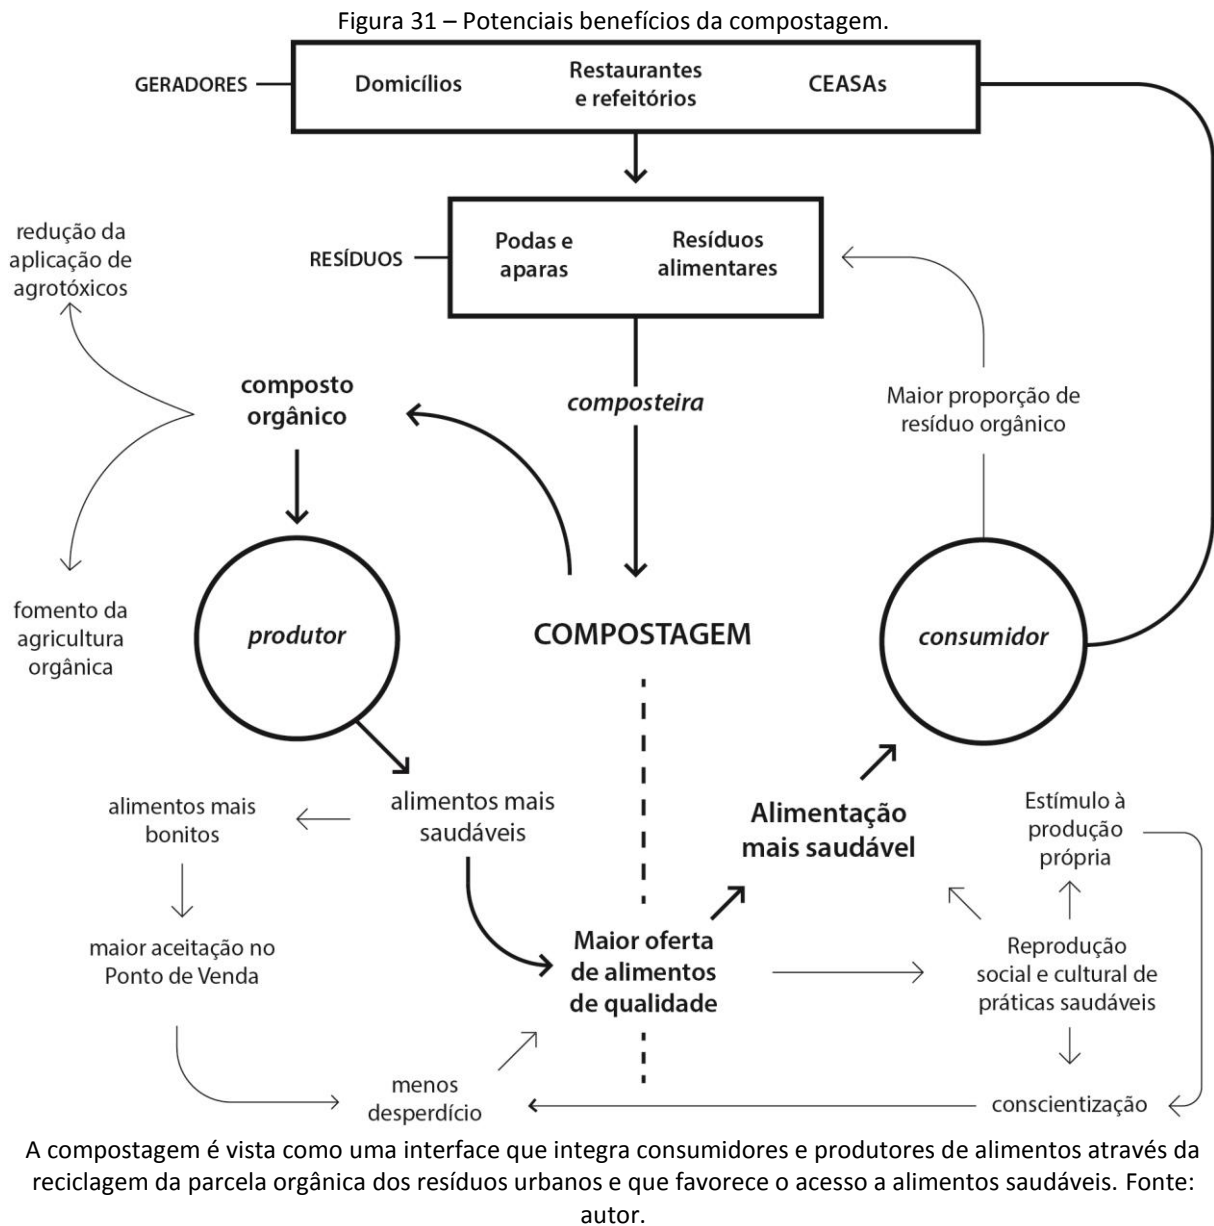 Figura 31 – Potenciais benefícios da compostagem.
GERADORES
Domicílios
Restaurantes
e refeitórios
CEASAs
RESÍDUOS
Podas e
aparas
Resíduos
alimentares
redução da
aplicação de
agrotóxicos
composto
orgânico
composteira
Maior proporção de
resíduo orgânico
fomento da
agricultura
orgânica
produtor
COMPOSTAGEM
consumidor
alimentos mais
bonitos
alimentos mais
saudáveis
Alimentação
mais saudável
Estímulo à
produção
própria
maior aceitação no
Ponto de Venda
Maior oferta
de alimentos
de qualidade
Reprodução
social e cultural de
práticas saudáveis
menos
desperdício
conscientização
A compostagem é vista como uma interface que integra consumidores e produtores de alimentos através da
reciclagem da parcela orgânica dos resíduos urbanos e que favorece o acesso a alimentos saudáveis. Fonte:
autor.